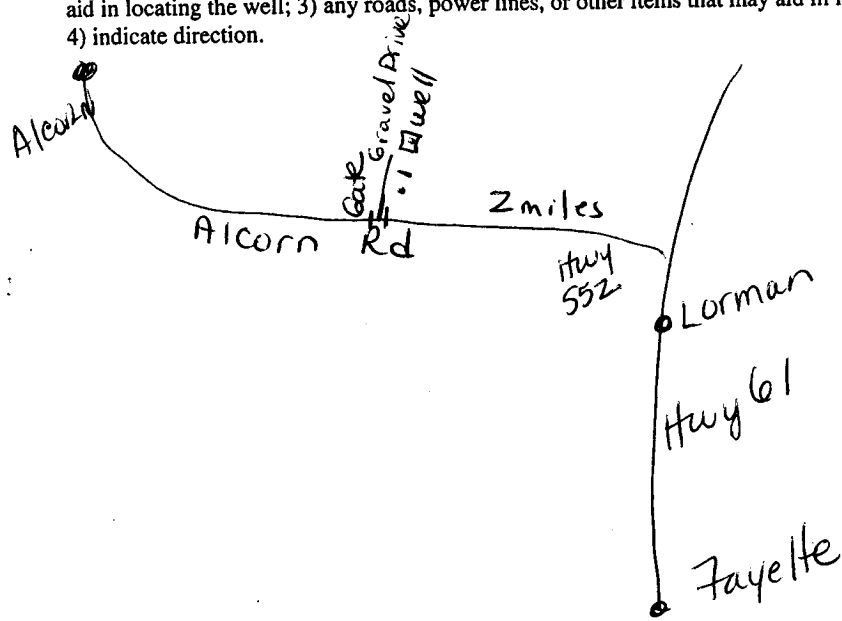 aid in locating the well; 3) any roads, power lines, or other items that may aid in
4) indicate direction.
Alcorn
Gate
Gravel Drive
.1
well
2 miles
Alcorn Rd
Hwy
552
Lorman
Hwy 61
Fayette